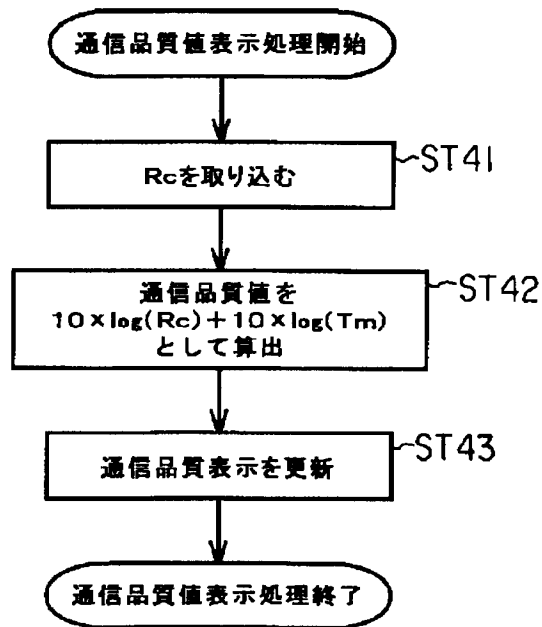 通信品質値表示処理開始
Rcを取り込む
ST41
通信品質値を
10×log(Rc)+10×log(Tm)
として算出
ST42
通信品質表示を更新
ST43
通信品質値表示処理終了